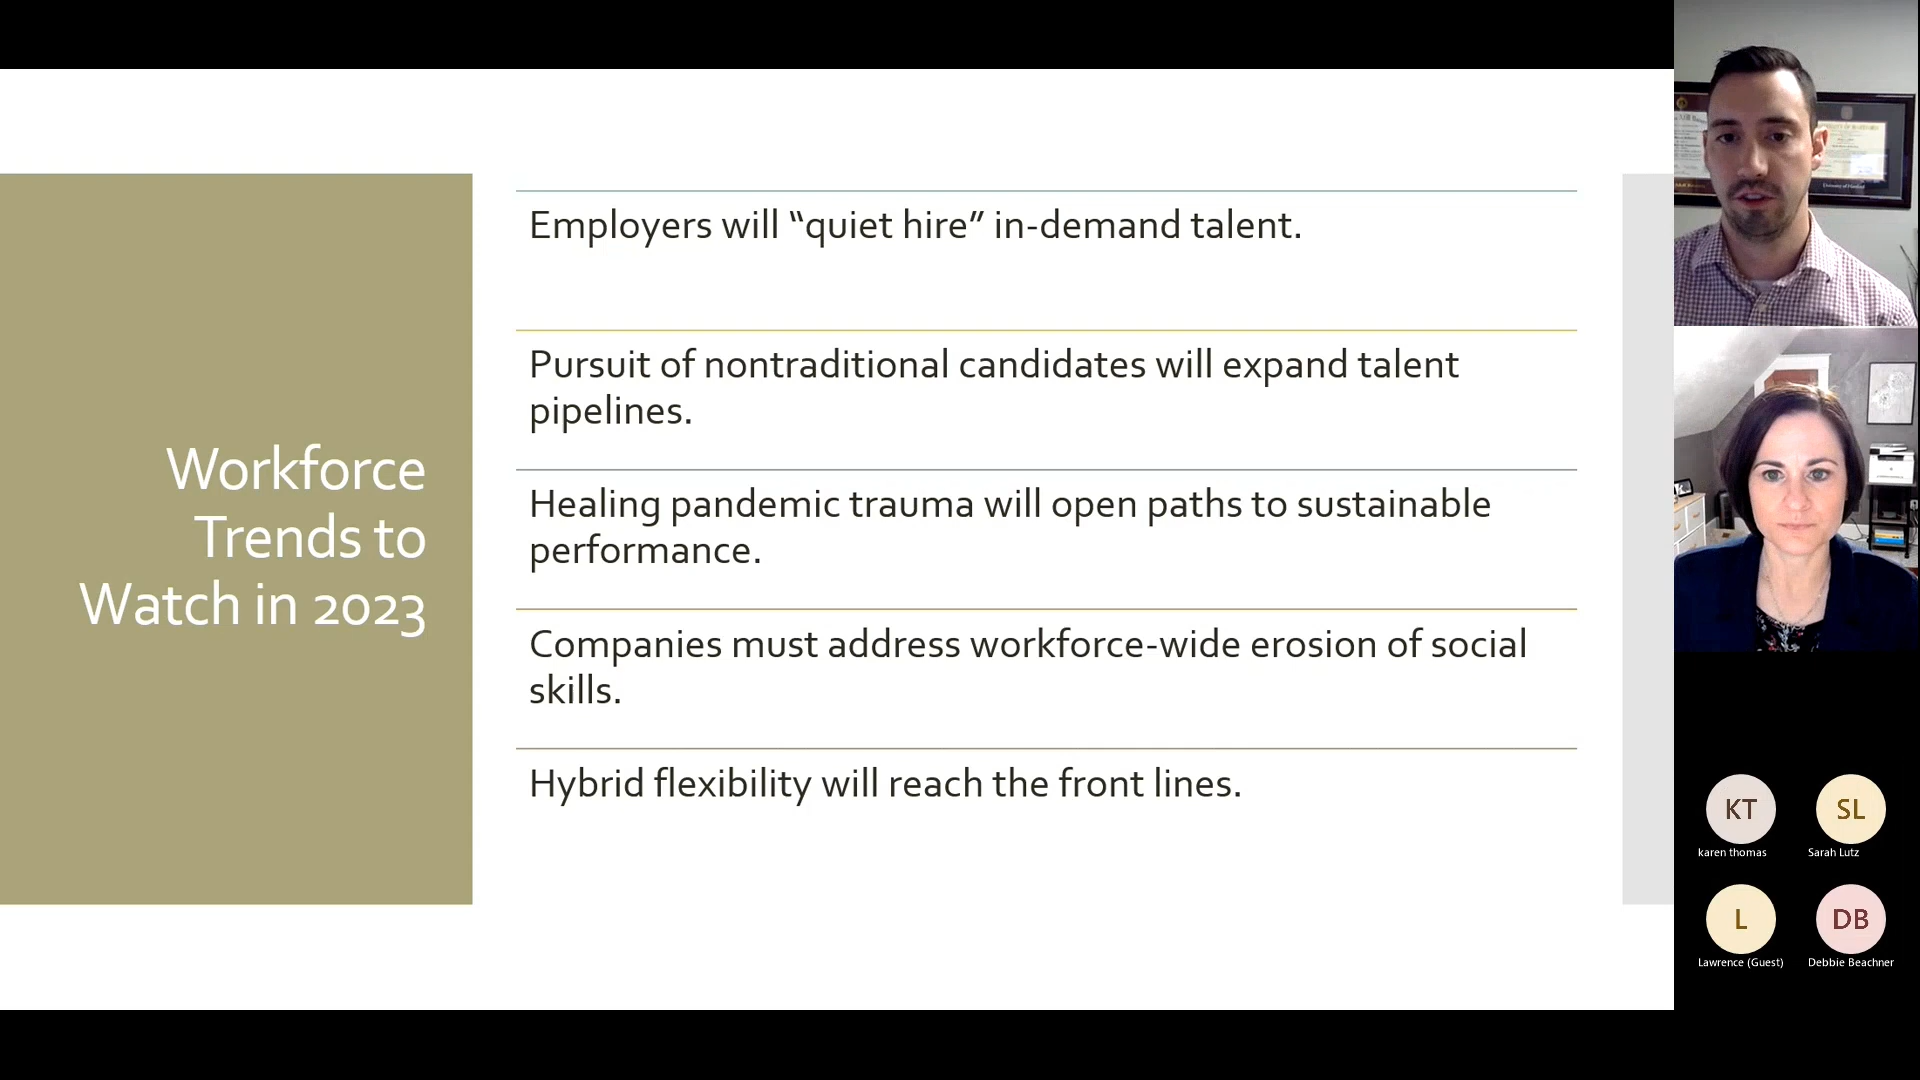 Workforce
Trends to
Watch in 2023
Employers will “quiet hire” in-demand talent.
Pursuit of nontraditional candidates will expand talent
pipelines.
Healing pandemic trauma will open paths to sustainable
performance.
Companies must address workforce-wide erosion of social
skills.
Hybrid flexibility will reach the front lines.
KT
karen thomas
SL
Sarah Lutz
L
Lawrence (Guest)
DB
Debbie Beachner